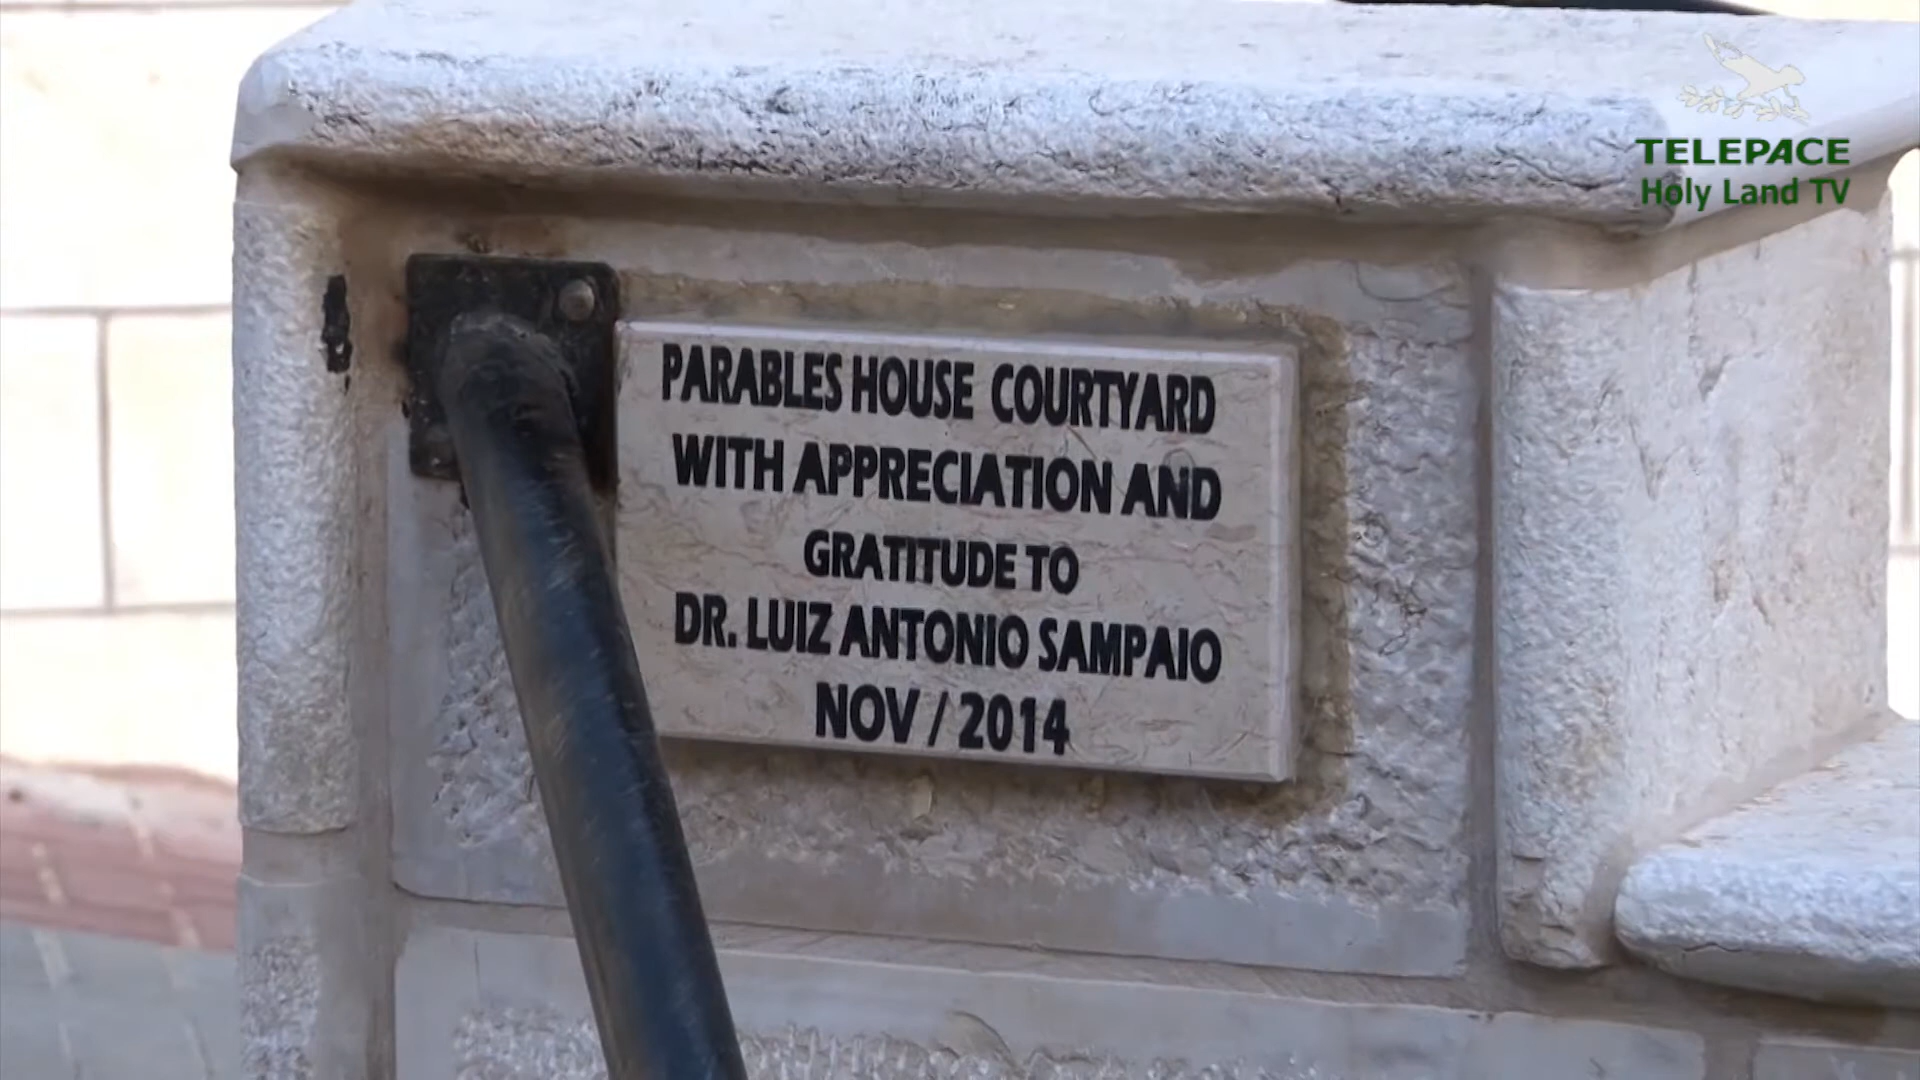 TELEPACE
Holy Land TV
PARABLES HOUSE COURTYARD
WITH APPRECIATION AND
GRATITUDE TO
DR. LUIZ ANTONIO SAMPAIO
NOV / 2014